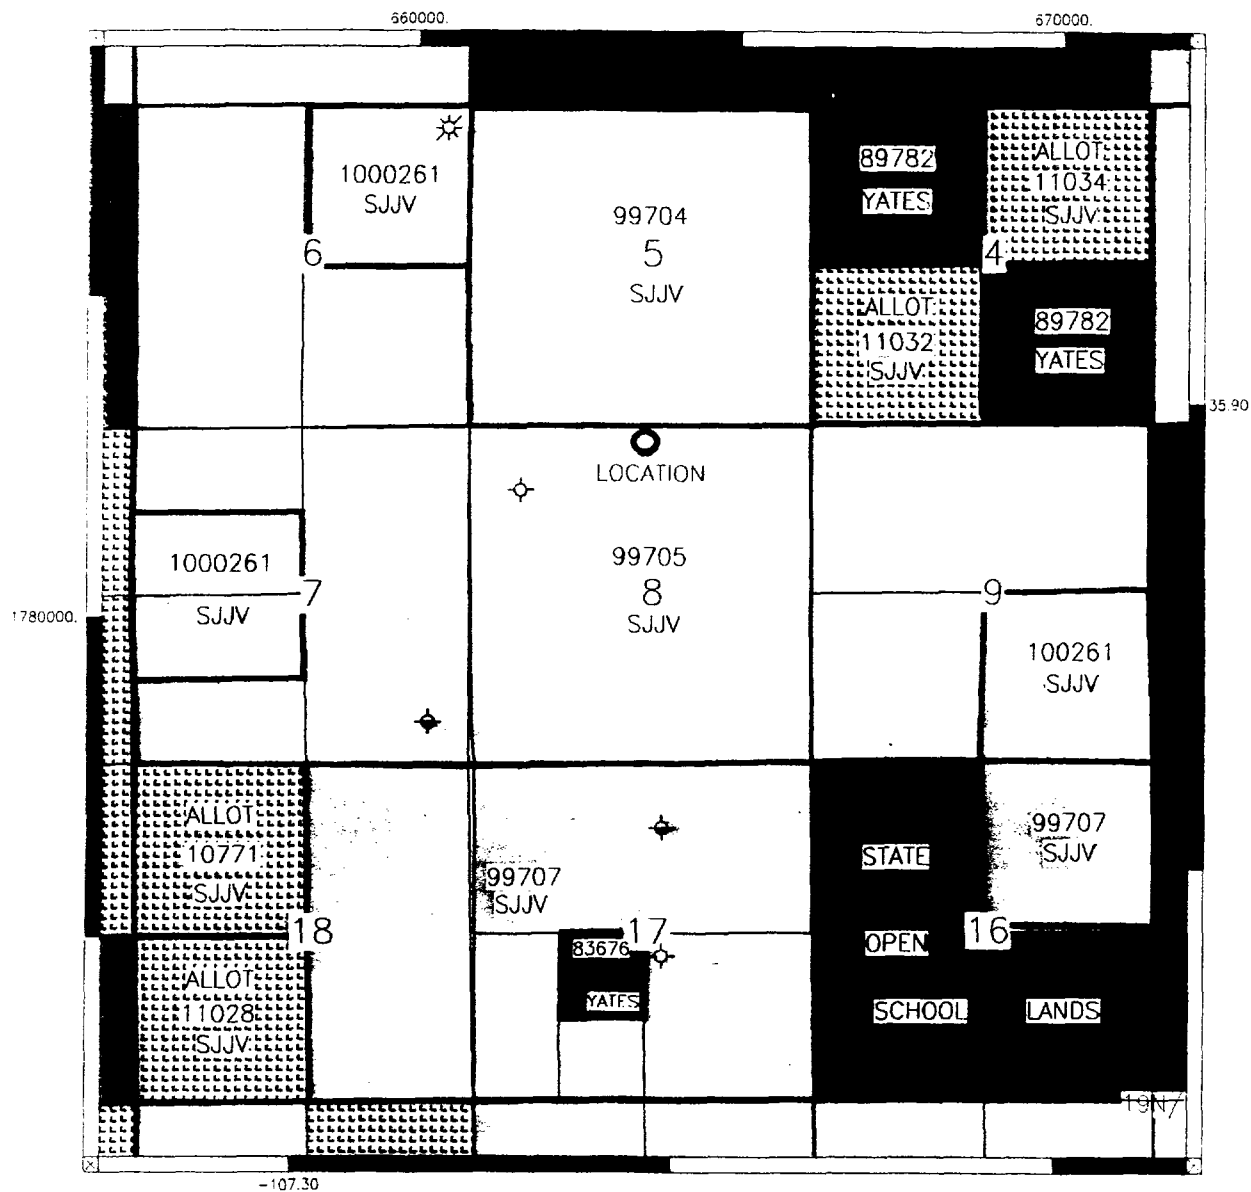 660000.
670000.
1000261
SJJV
6
99704
5
SJJV
89782
YATES
ALLOT
11034
SJJV
4
ALLOT
11032
SJJV
89782
YATES
35.90
LOCATION
1000261
SJJV
7
99705
8
SJJV
9
100261
SJJV
1780000.
ALLOT
10771
SJJV
18
ALLOT
11028
SJJV
99707
SJJV
17
83676
YATES
STATE
OPEN
SCHOOL
LANDS
99707
SJJV
16
19N7
-107.30